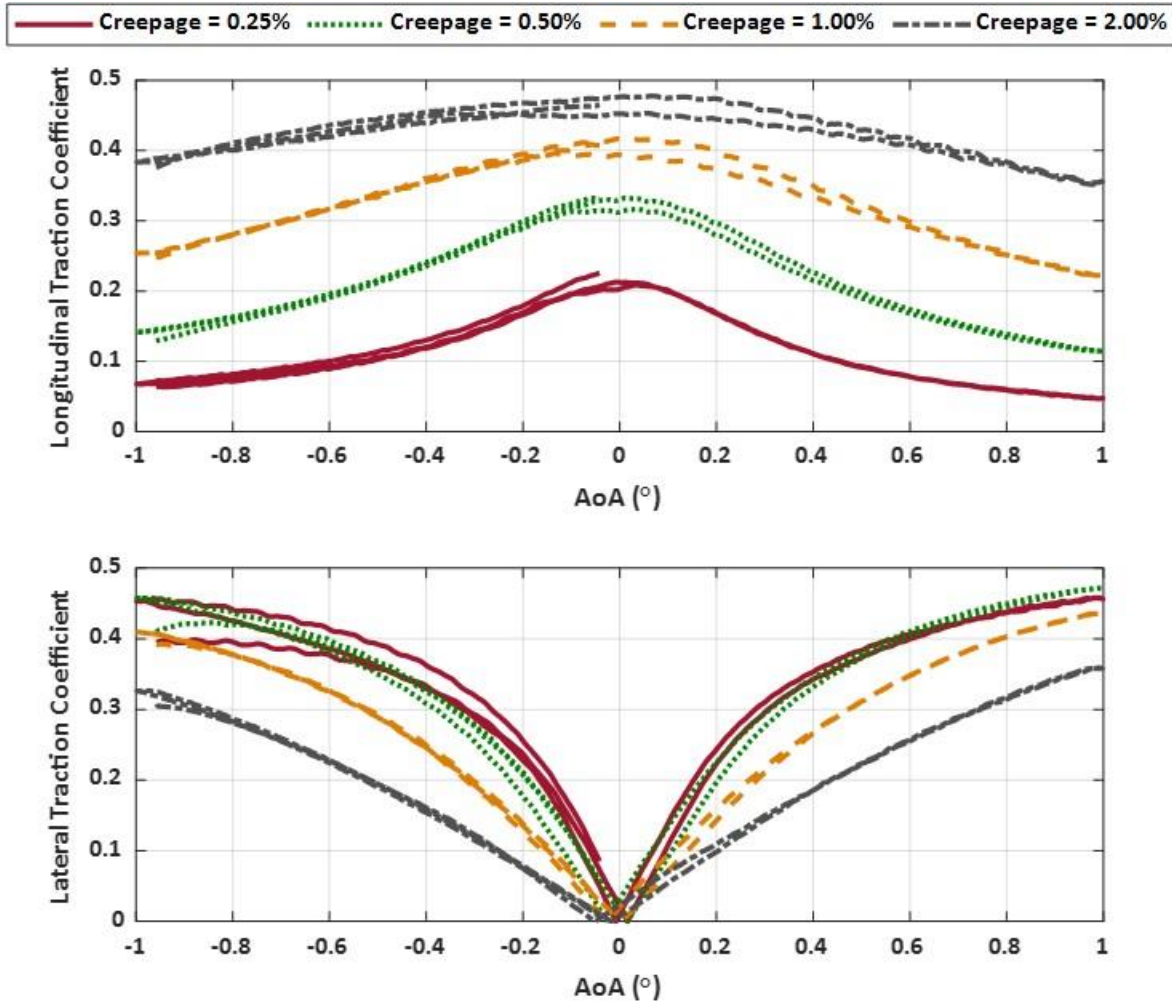 Creepage = 0.25% Creepage = 0.50% Creepage = 1.00% Creepage = 2.00%
Longitudinal Traction Coefficient
0.5
0.4
0.3
0.2
0.1
0
-1 -0.8 -0.6 -0.4 -0.2 0 0.2 0.4 0.6 0.8 1
AoA (°)
Lateral Traction Coefficient
0.5
0.4
0.3
0.2
0.1
0
-1 -0.8 -0.6 -0.4 -0.2 0 0.2 0.4 0.6 0.8 1
AoA (°)